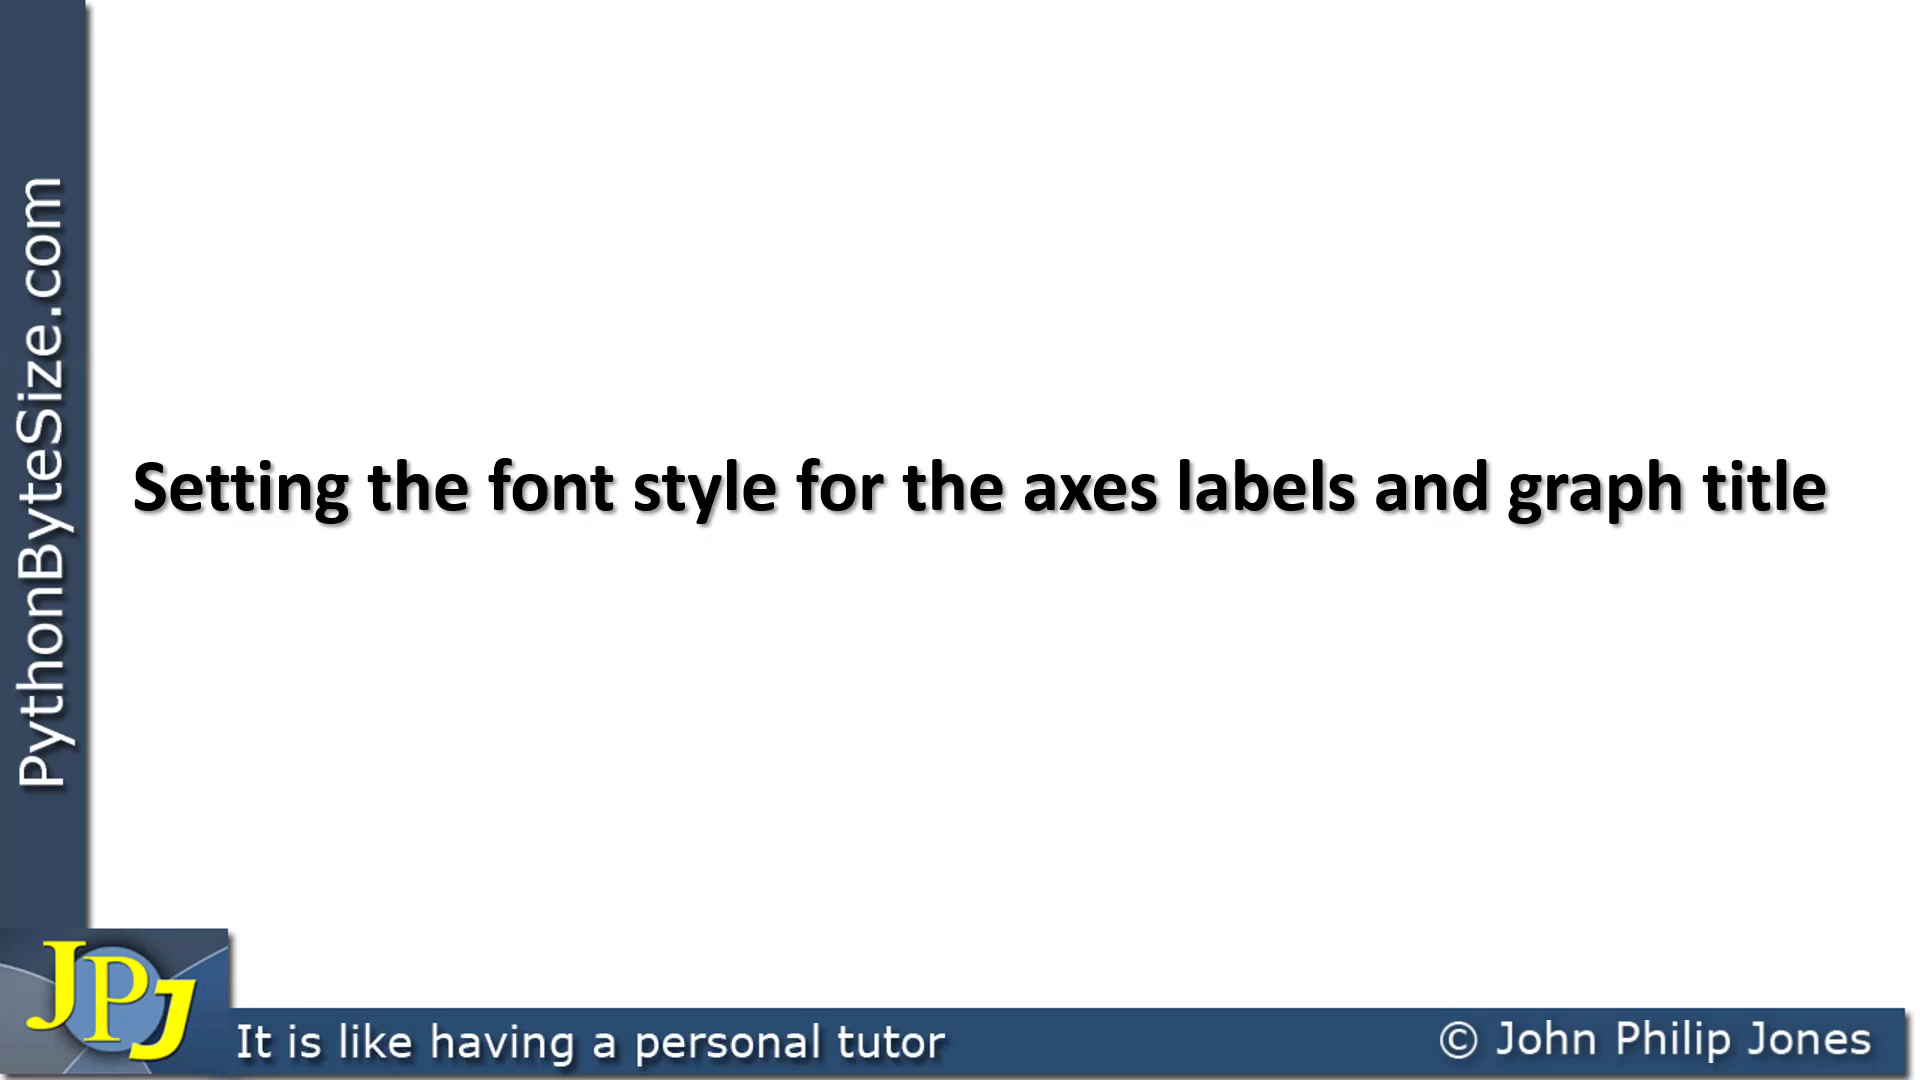 PythonByteSize.com
Setting the font style for the axes labels and graph title
JPJ
It is like having a personal tutor
© John Philip Jones